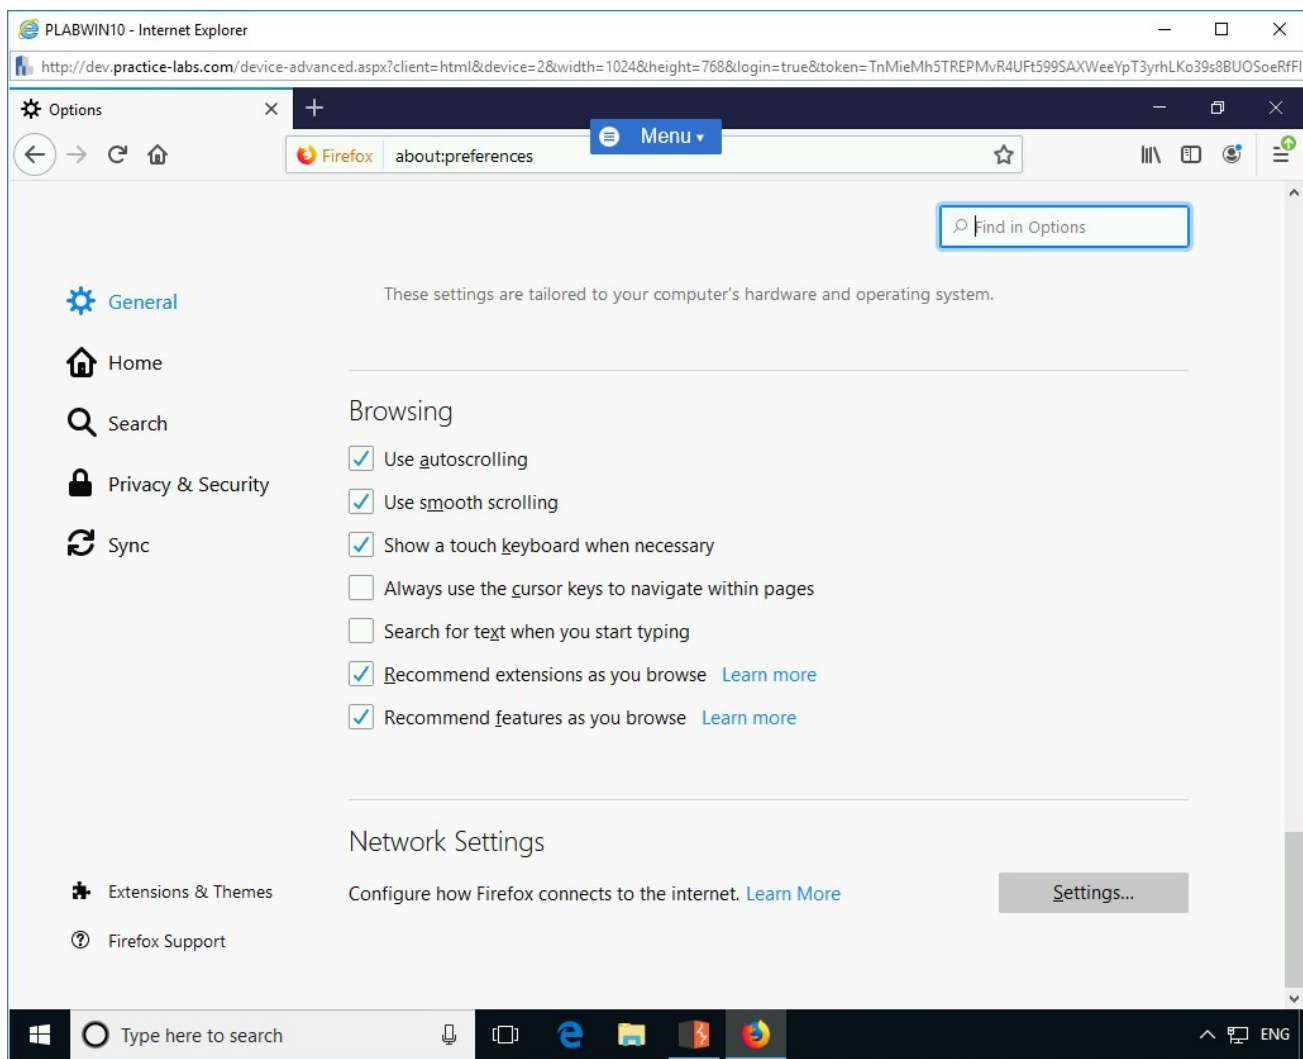 PLABWIN10 - Internet Explorer
http://dev.practice-labs.com/device-advanced.aspx?client=html&device=2&width=1024&height=768&login=true&token=TnMieMh5TREPMvR4UFt599SAXWeeYpT3yrhLKo39s8BUOSoeRfFI
Options
Menu
Firefox about:preferences
Find in Options
These settings are tailored to your computer's hardware and operating system.
General
Home
Search
Privacy & Security
Sync
Browsing
Use autoscrolling
Use smooth scrolling
Show a touch keyboard when necessary
Always use the cursor keys to navigate within pages
Search for text when you start typing
Recommend extensions as you browse Learn more
Recommend features as you browse Learn more
Network Settings
Configure how Firefox connects to the internet. Learn More
Settings...
Extensions & Themes
Firefox Support
Type here to search
ENG